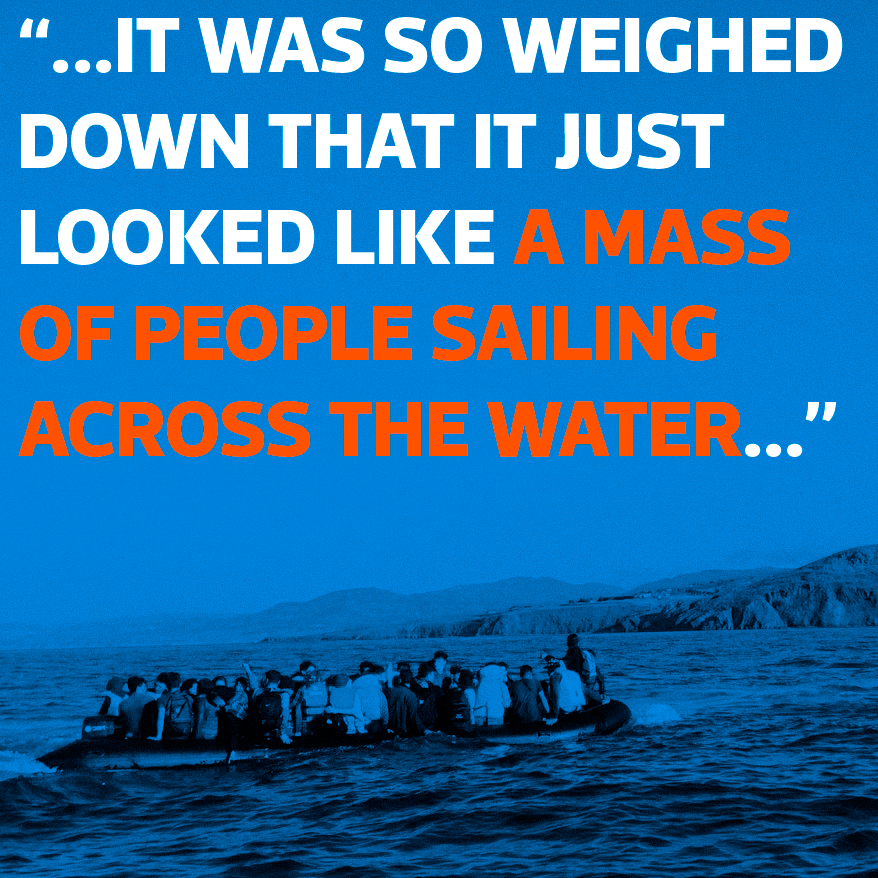 “...IT WAS SO WEIGHED
DOWN THAT IT JUST
LOOKED LIKE A MASS
OF PEOPLE SAILING
ACROSS THE WATER...”